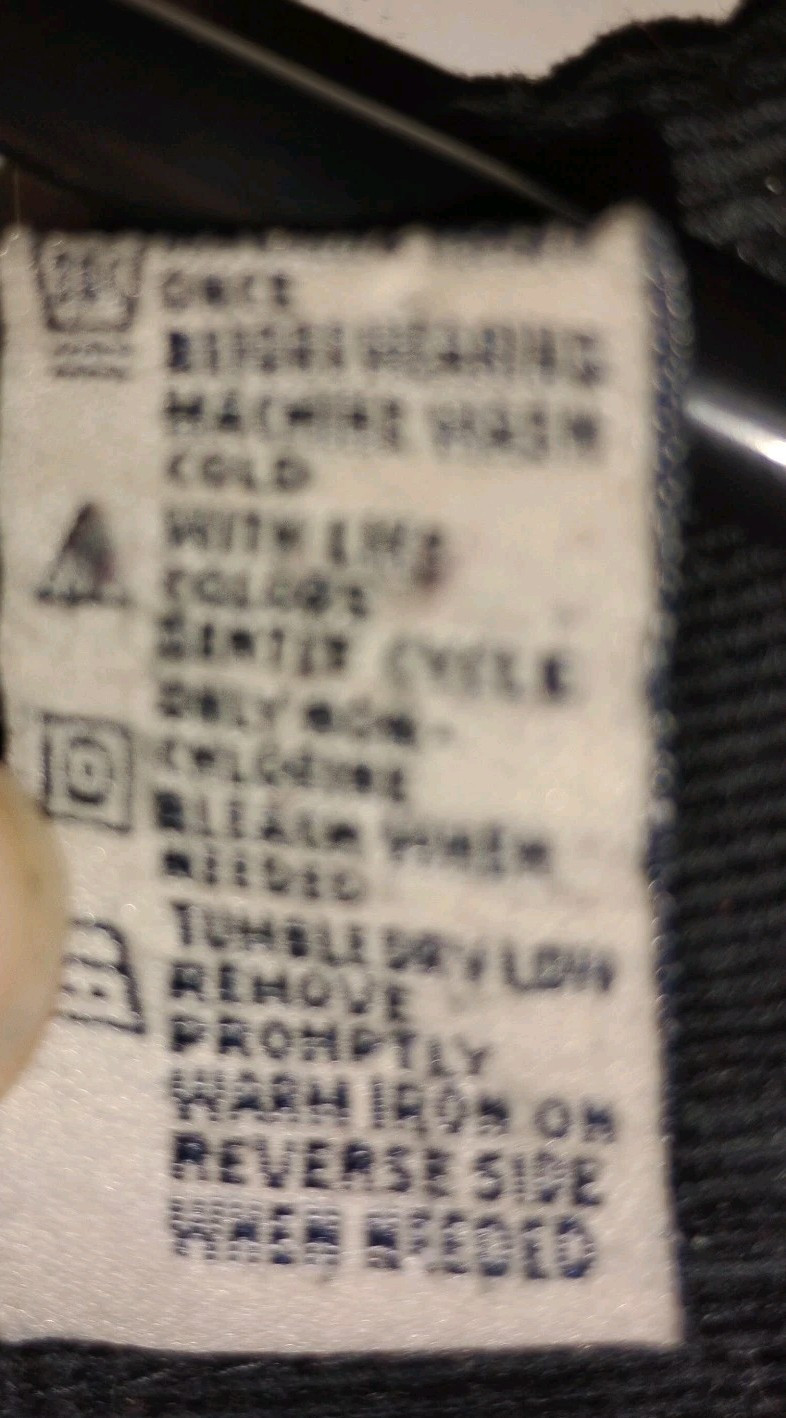 ONCE
BEFORE WEARING
MACHINE WASH
COLD
WITH LIKE
COLORS
GENTLE CYCLE
ONLY NON-
CHLORINE
BLEACH WHEN
NEEDED
TUMBLE DRY LOW
REMOVE
PROMPTLY
WARM IRON ON
REVERSE SIDE
WHEN NEEDED